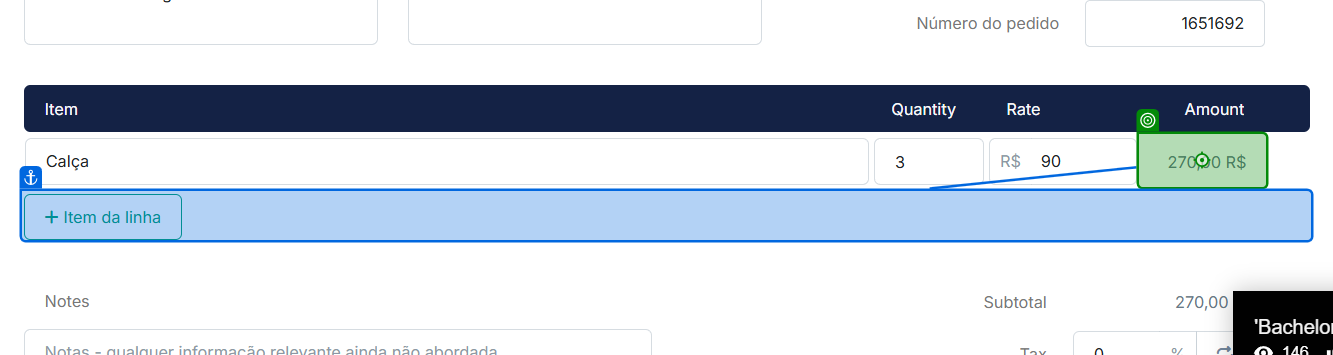 Número do pedido 1651692
Item Quantity Rate Amount
Calça 3 R$ 90 270,00 R$
+ Item da linha
Notes Subtotal 270,00
'Bachelor
Notas - qualquer informação relevante ainda não abordada
Tax 0 %
146